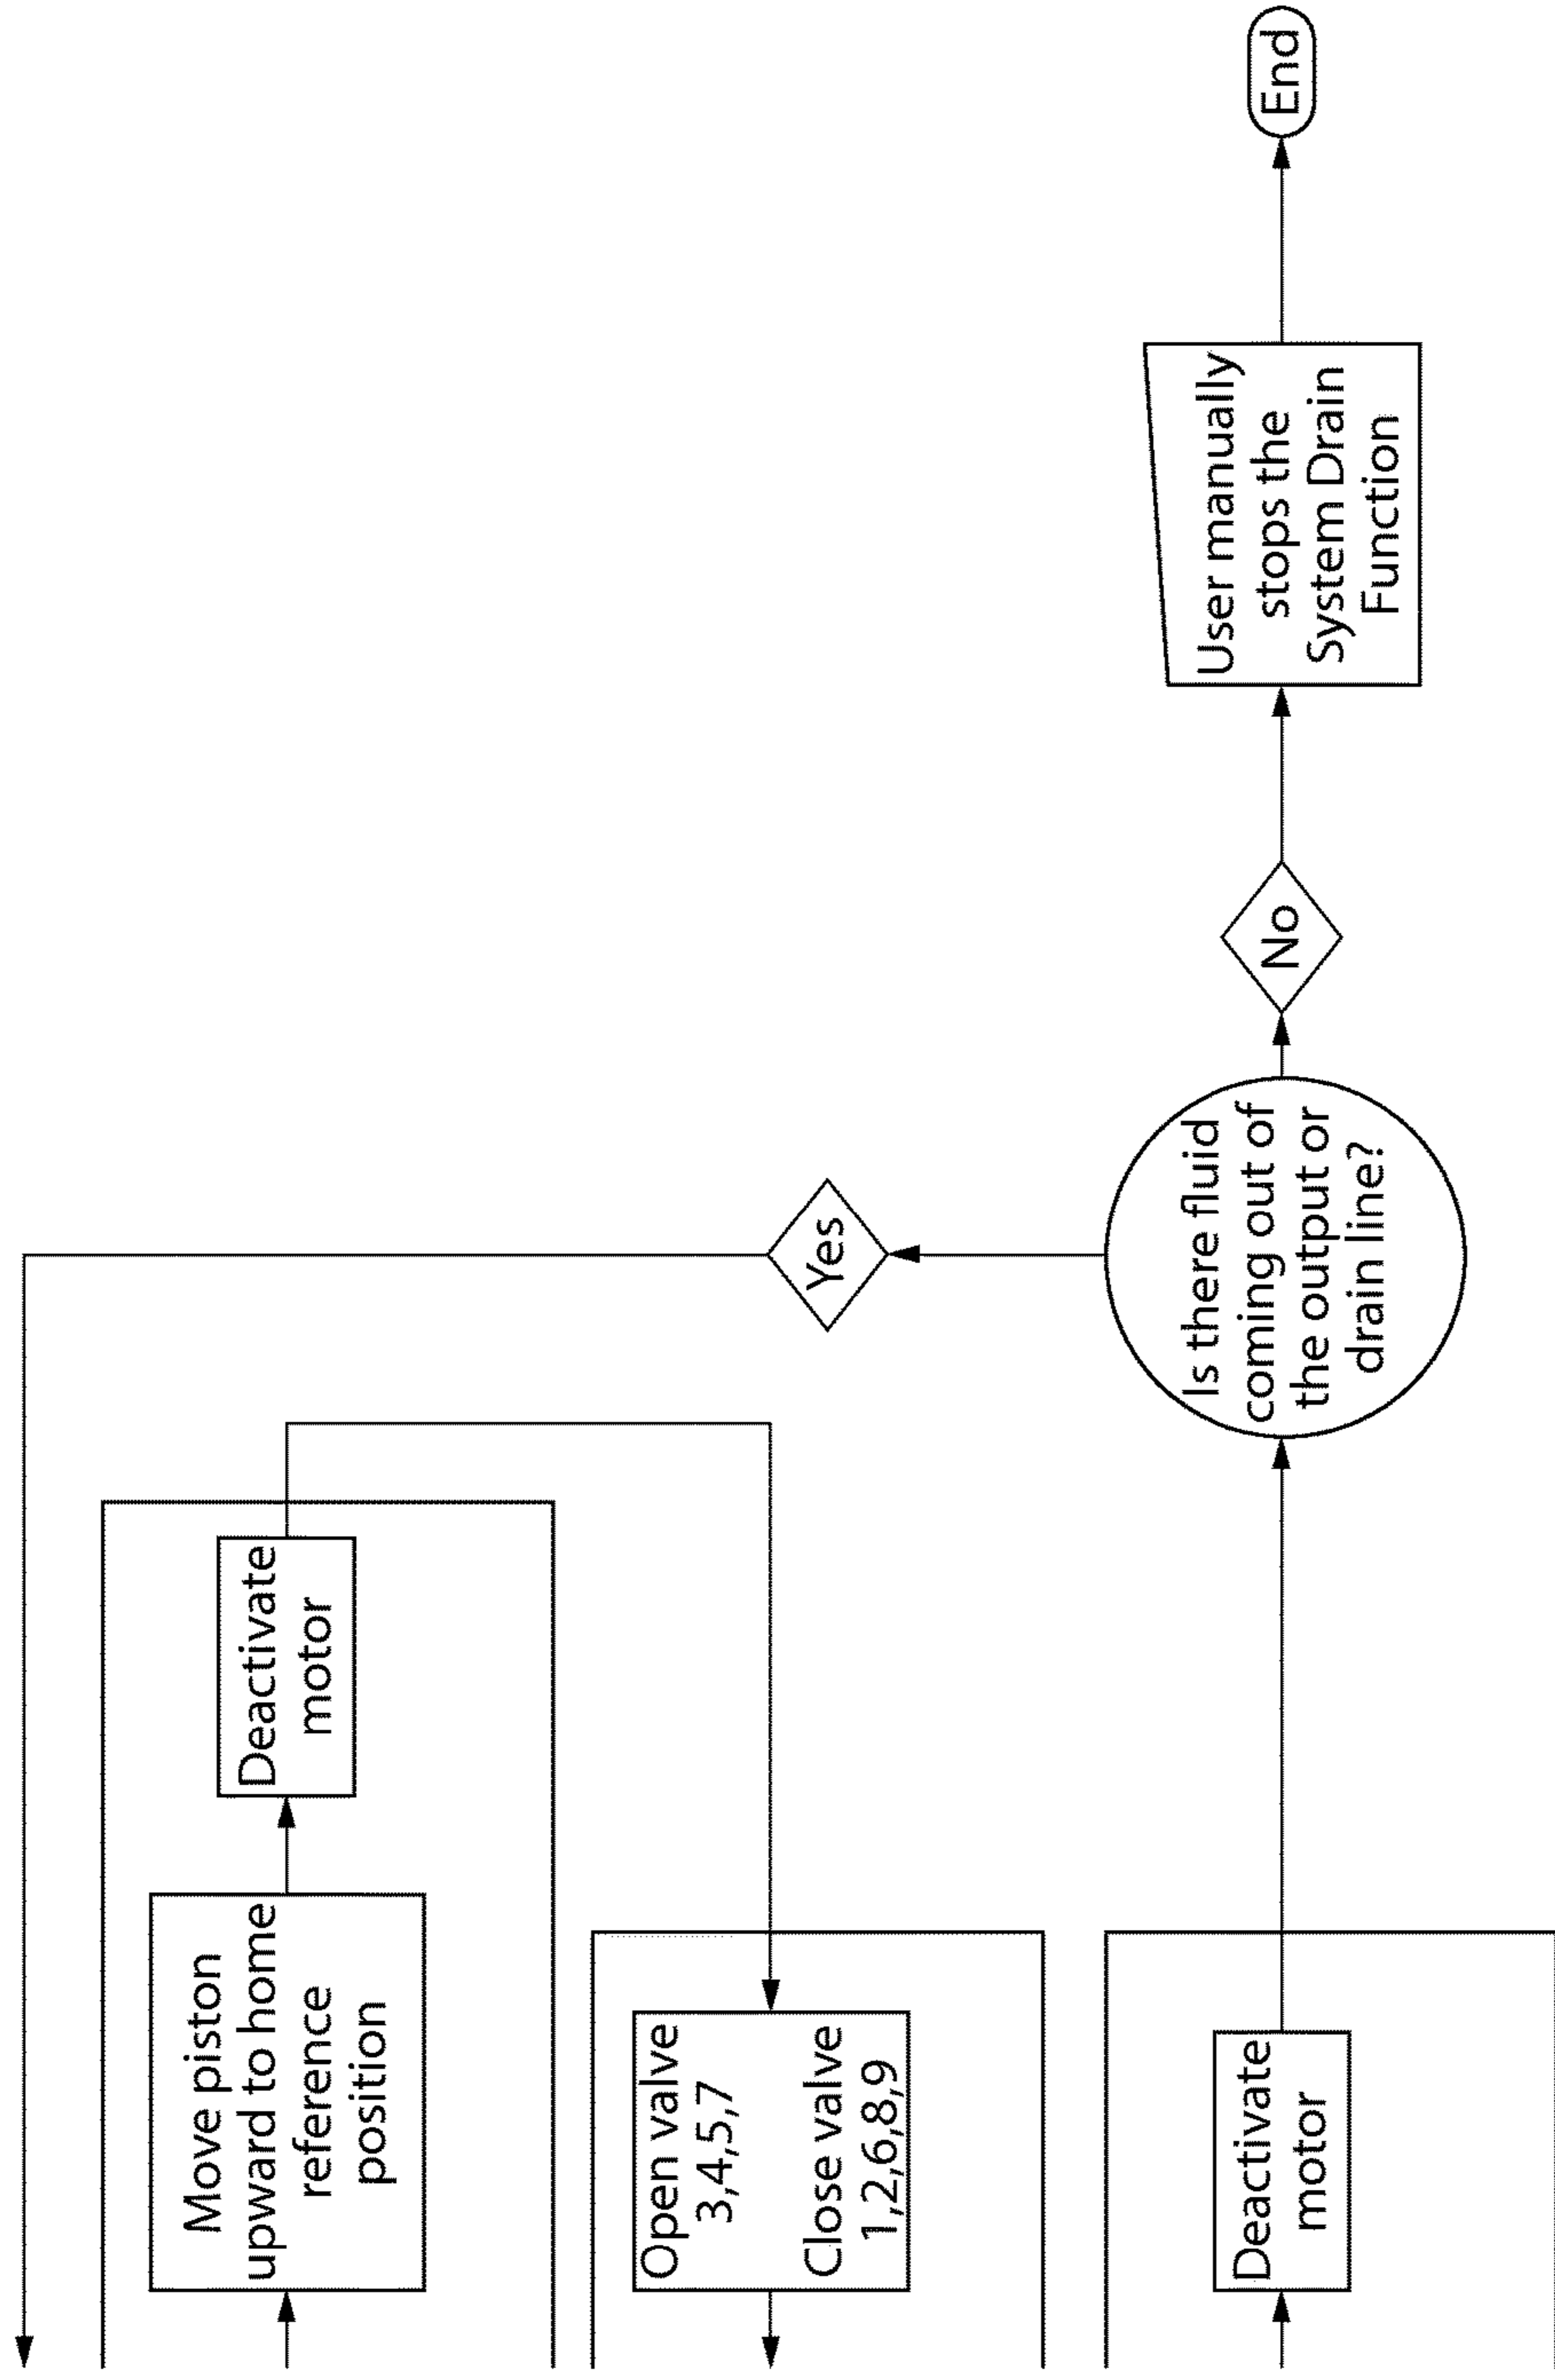 Move piston
upward to home
reference
position
Deactivate
motor
Open valve
3,4,5,7
Close valve
1,2,6,8,9
Yes
Deactivate
motor
Is there fluid
coming out of
the output or
drain line?
No
User manually
stops the
System Drain
Function
End